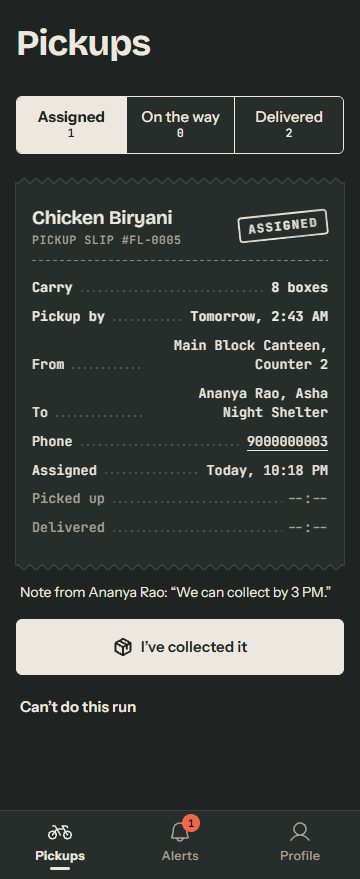 Pickups
Assigned
1
On the way
0
Delivered
2
Chicken Biryani
PICKUP SLIP #FL-0005
ASSIGNED
Carry 8 boxes
Pickup by Tomorrow, 2:43 AM
From Main Block Canteen,
Counter 2
To Ananya Rao, Asha
Night Shelter
Phone 9000000003
Assigned Today, 10:18 PM
Picked up --:--
Delivered --:--
Note from Ananya Rao: “We can collect by 3 PM.”
I’ve collected it
Can’t do this run
1
Pickups
Alerts
Profile